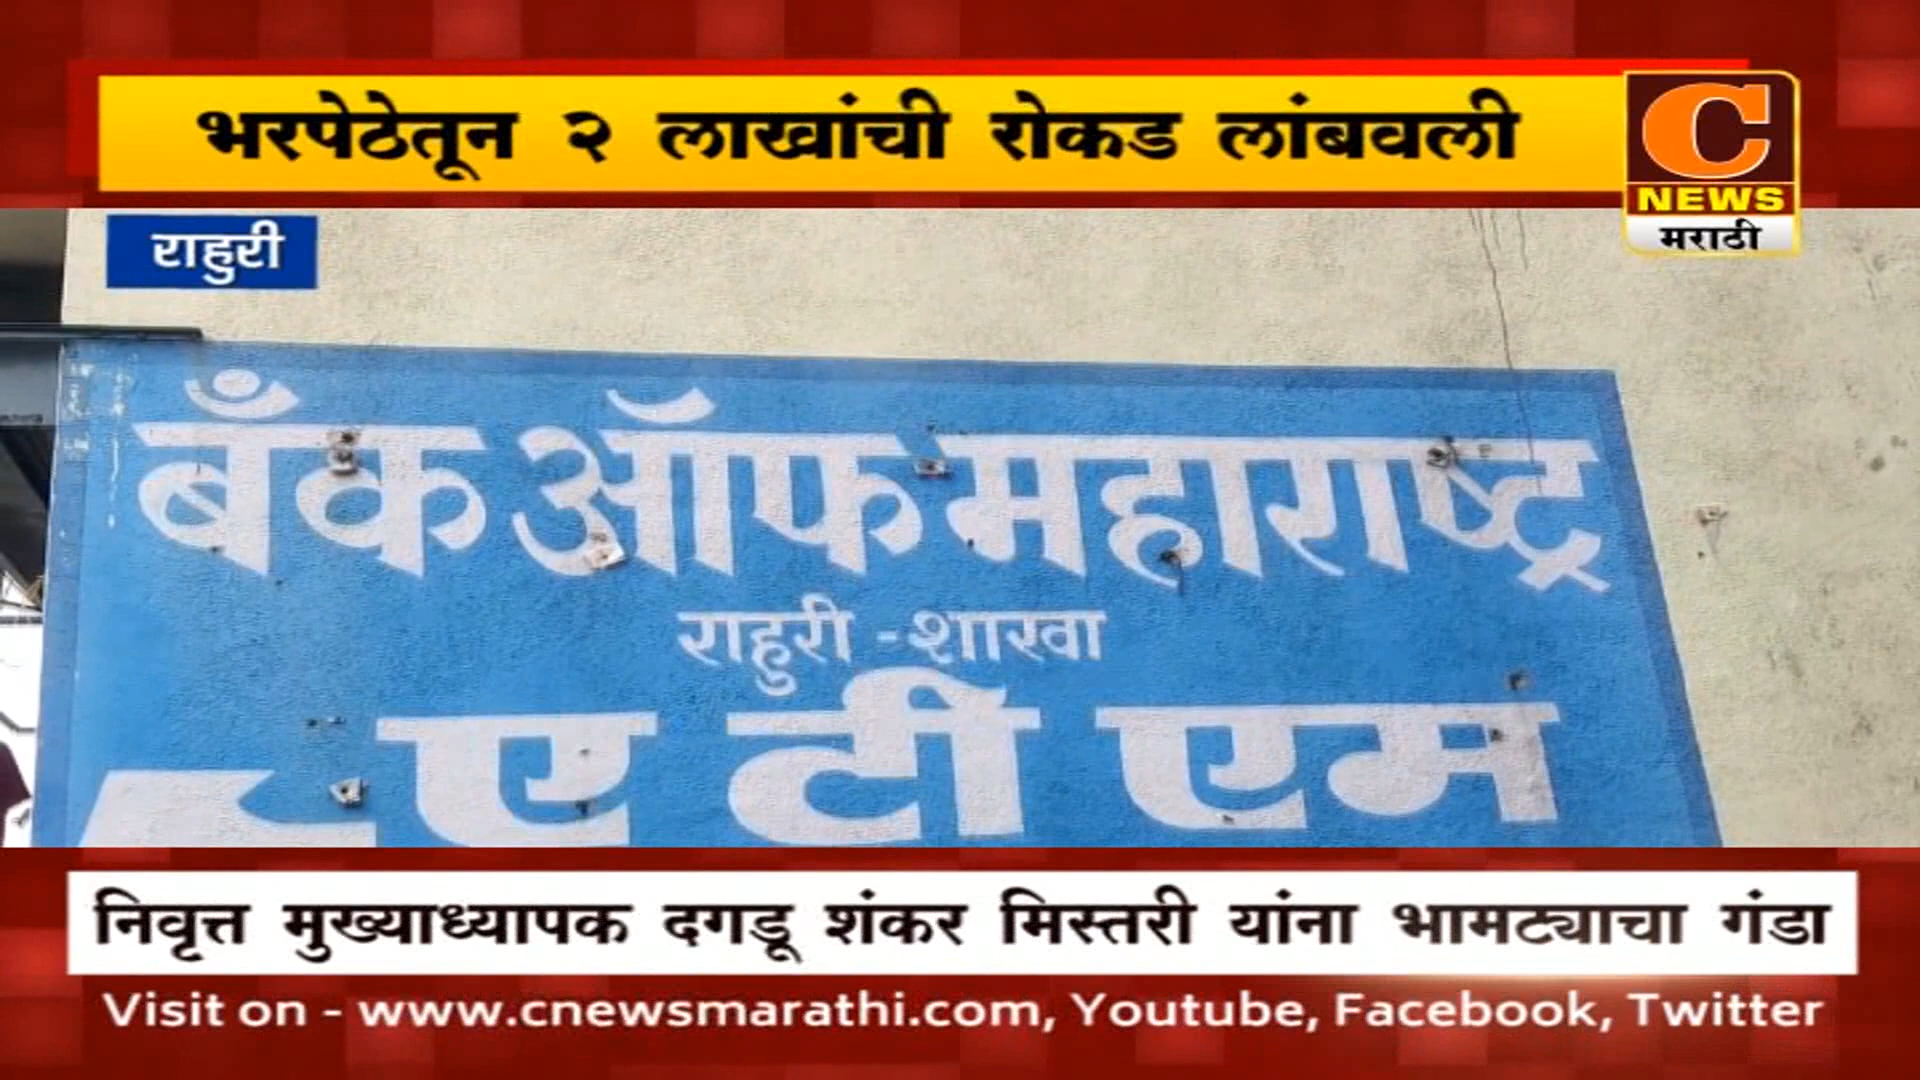 भरपेठेतून २ लाखांची रोकड लांबवली
C
NEWS
मराठी
राहुरी
बँक ऑफ महाराष्ट्र
राहुरी - शाखा
ए टी एम
निवृत्त मुख्याध्यापक दगडू शंकर मिस्तरी यांना भामट्याचा गंडा
Visit on - www.cnewsmarathi.com, Youtube, Facebook, Twitter